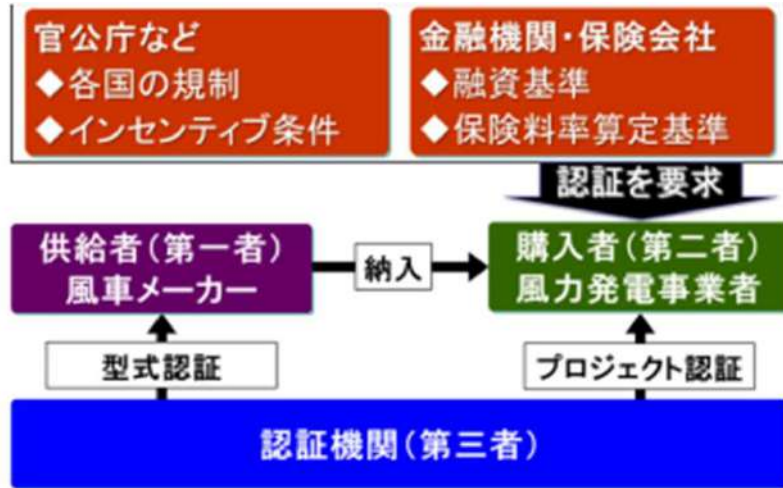 官公庁など
◆各国の規制
◆インセンティブ条件
金融機関・保険会社
◆融資基準
◆保険料率算定基準
認証を要求
供給者(第一者)
風車メーカー
納入
購入者(第二者)
風力発電事業者
型式認証
プロジェクト認証
認証機関(第三者)